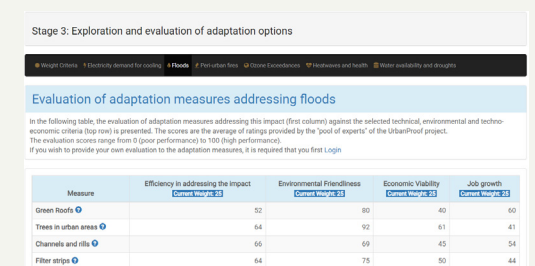 Stage 3: Exploration and evaluation of adaptation options
Weight Criteria Electricity demand for cooling Floods Peri-urban fires Ozone Exceedances Heatwaves and health Water availability and droughts
Evaluation of adaptation measures addressing floods
In the following table, the evaluation of adaptation measures addressing this impact (first column) against the selected technical, environmental and techno-
economic criteria (top row) is presented. The scores are the average of ratings provided by the "pool of experts" of the UrbanProof project.
The evaluation scores range from 0 (poor performance) to 100 (high performance).
If you wish to provide your own evaluation to the adaptation measures, it is required that you first Login
Measure Efficiency in addressing the impact Environmental Friendliness Economic Viability Job growth
Current Weight: 25 Current Weight: 25 Current Weight: 25 Current Weight: 25
Green Roofs 52 80 40 60
Trees in urban areas 64 92 61 41
Channels and rills 66 69 45 54
Filter strips 64 75 50 44